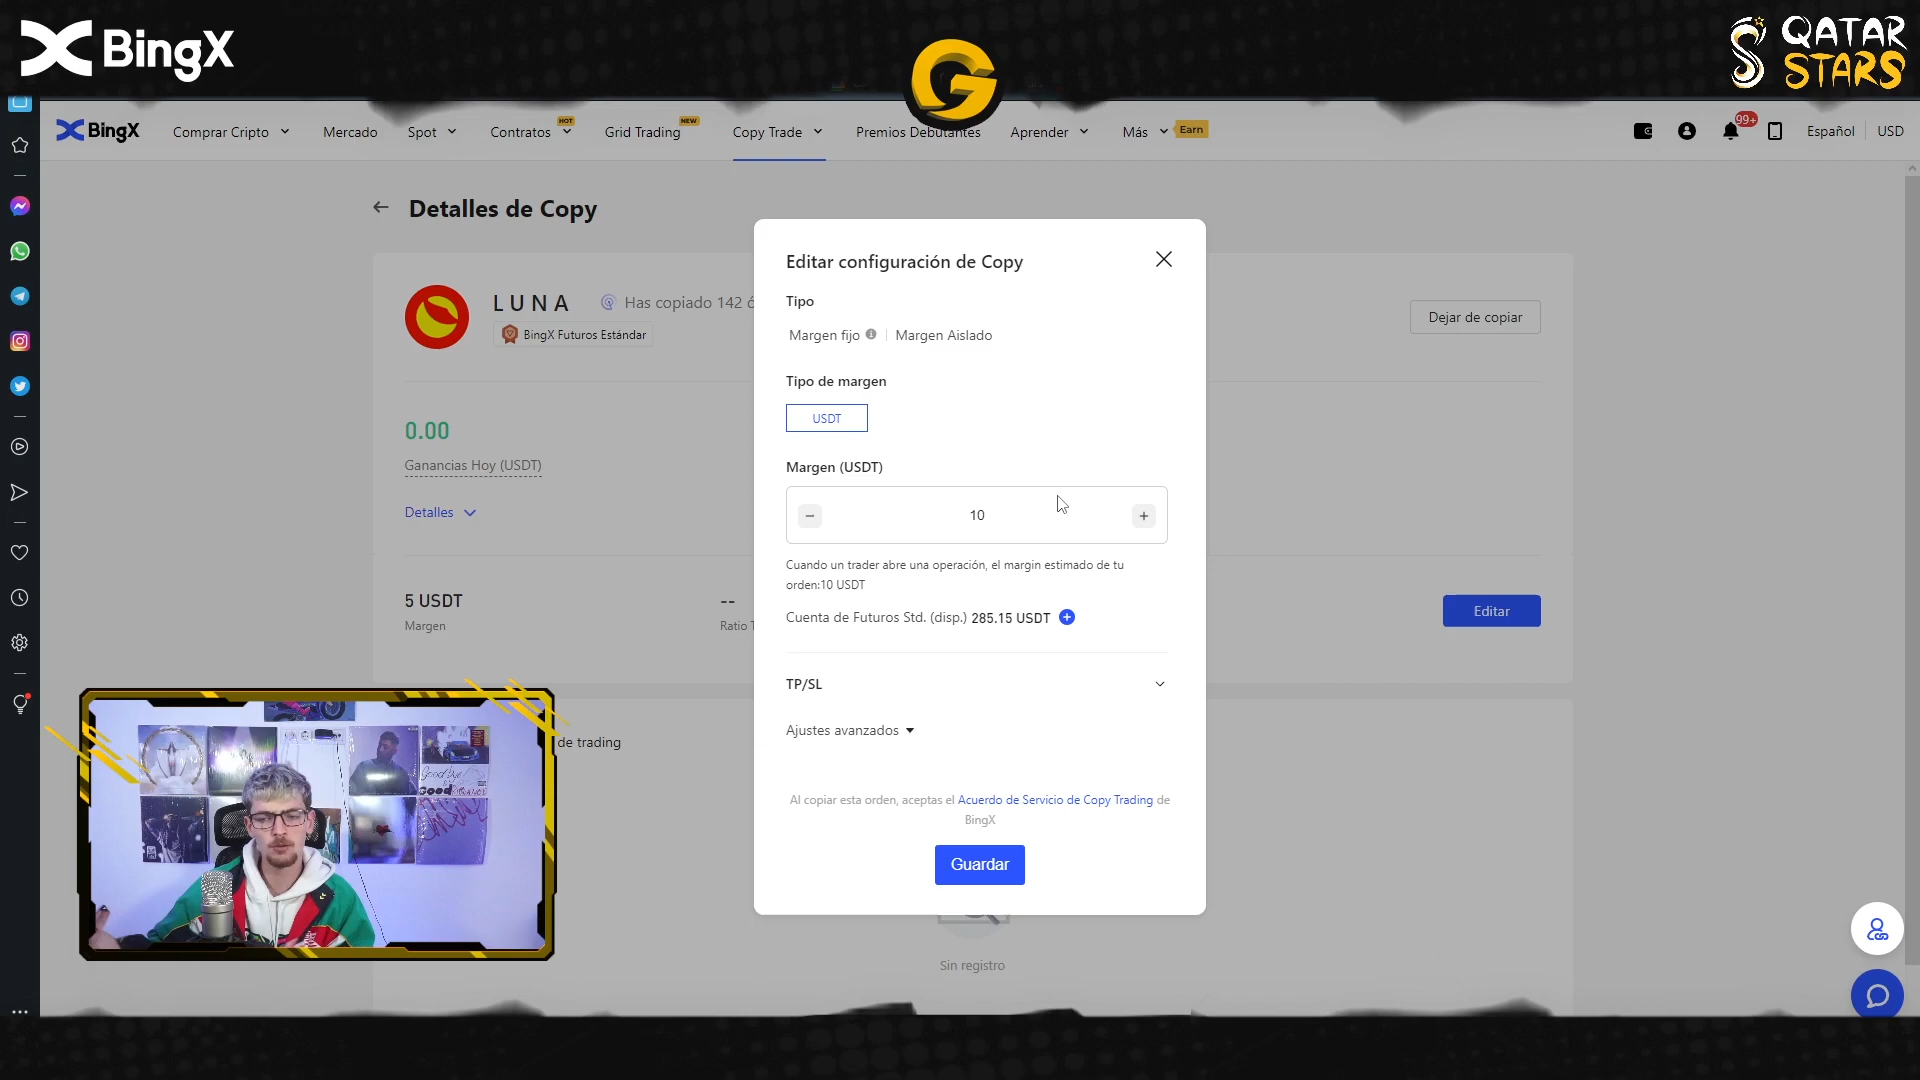 BingX
G
QATAR
STARS
BingX
Comprar Cripto
Mercado
Spot
Contratos
HOT
Grid Trading
NEW
Copy Trade
Premios Debutantes
Aprender
Más
Earn
99+
Español
USD
Detalles de Copy
LUNA
Has copiado 142 ó
BingX Futuros Estándar
Dejar de copiar
0.00
Ganancias Hoy (USDT)
Detalles
5 USDT
Margen
--
Ratio T
Editar
de trading
Sin registro
Editar configuración de Copy
Tipo
Margen fijo | Margen Aislado
Tipo de margen
USDT
Margen (USDT)
− 10 +
Cuando un trader abre una operación, el margin estimado de tu
orden:10 USDT
Cuenta de Futuros Std. (disp.) 285.15 USDT
TP/SL
Ajustes avanzados
Al copiar esta orden, aceptas el Acuerdo de Servicio de Copy Trading de
BingX
Guardar